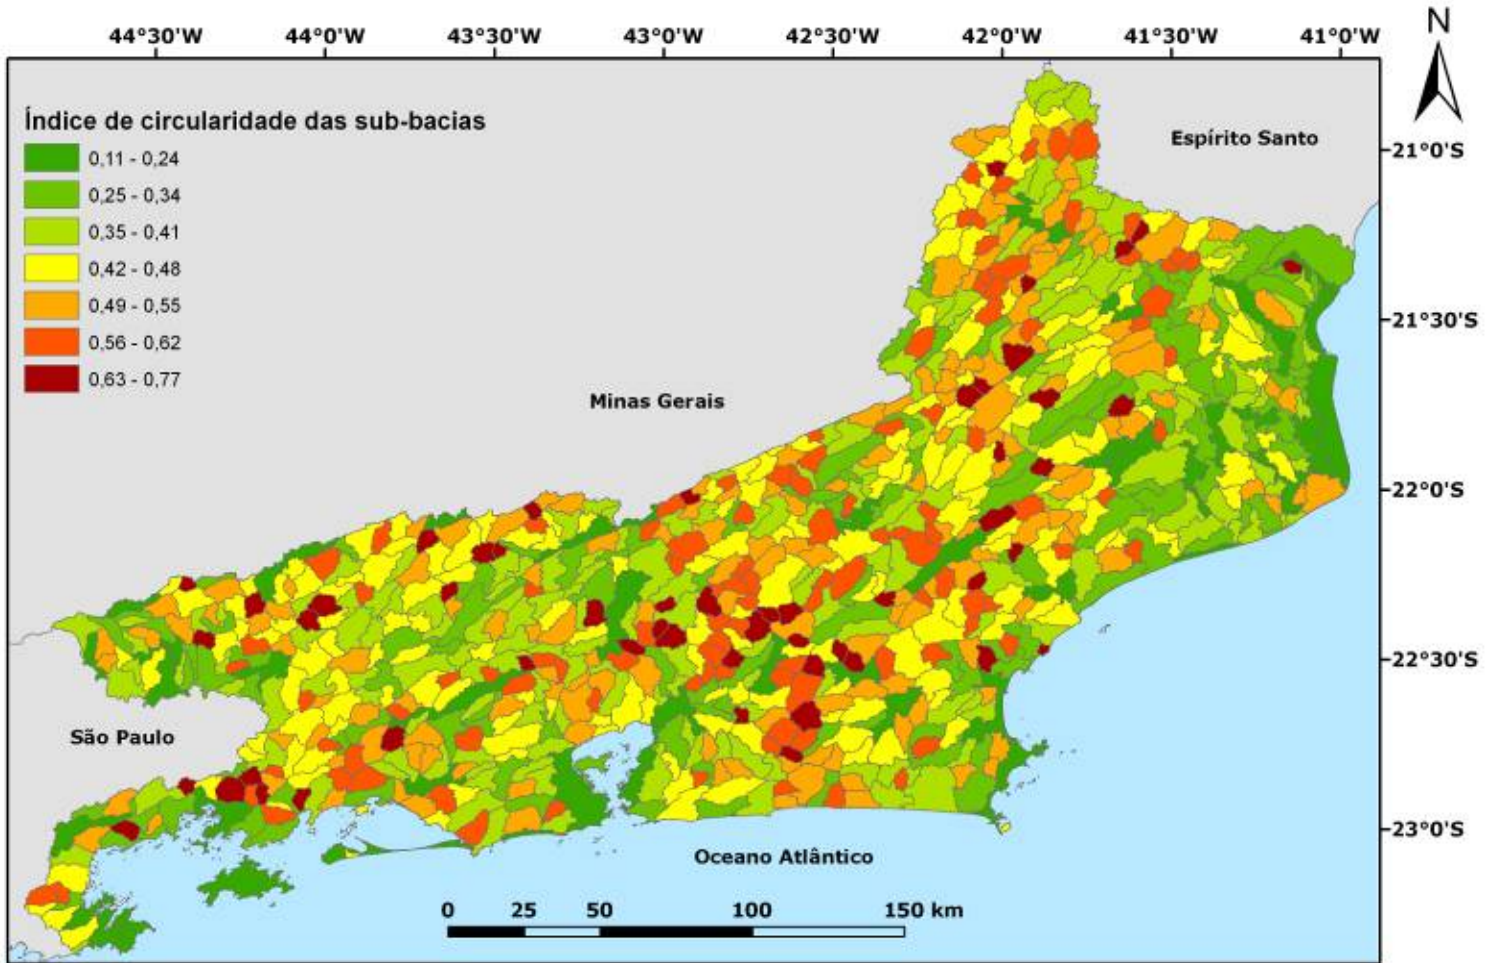 N
44°30'W 44°0'W 43°30'W 43°0'W 42°30'W 42°0'W 41°30'W 41°0'W
Índice de circularidade das sub-bacias
0,11 - 0,24
0,25 - 0,34
0,35 - 0,41
0,42 - 0,48
0,49 - 0,55
0,56 - 0,62
0,63 - 0,77
Espírito Santo
21°0'S
21°30'S
Minas Gerais
22°0'S
22°30'S
São Paulo
23°0'S
Oceano Atlântico
0 25 50 100 150 km